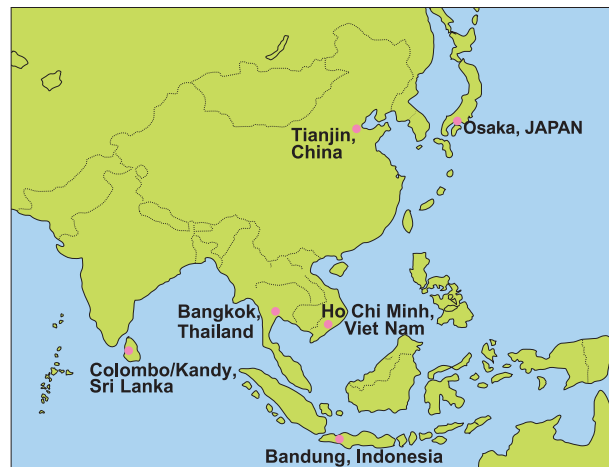 Tianjin,
China
Osaka, JAPAN
Bangkok,
Thailand
Ho Chi Minh,
Viet Nam
Colombo/Kandy,
Sri Lanka
Bandung, Indonesia